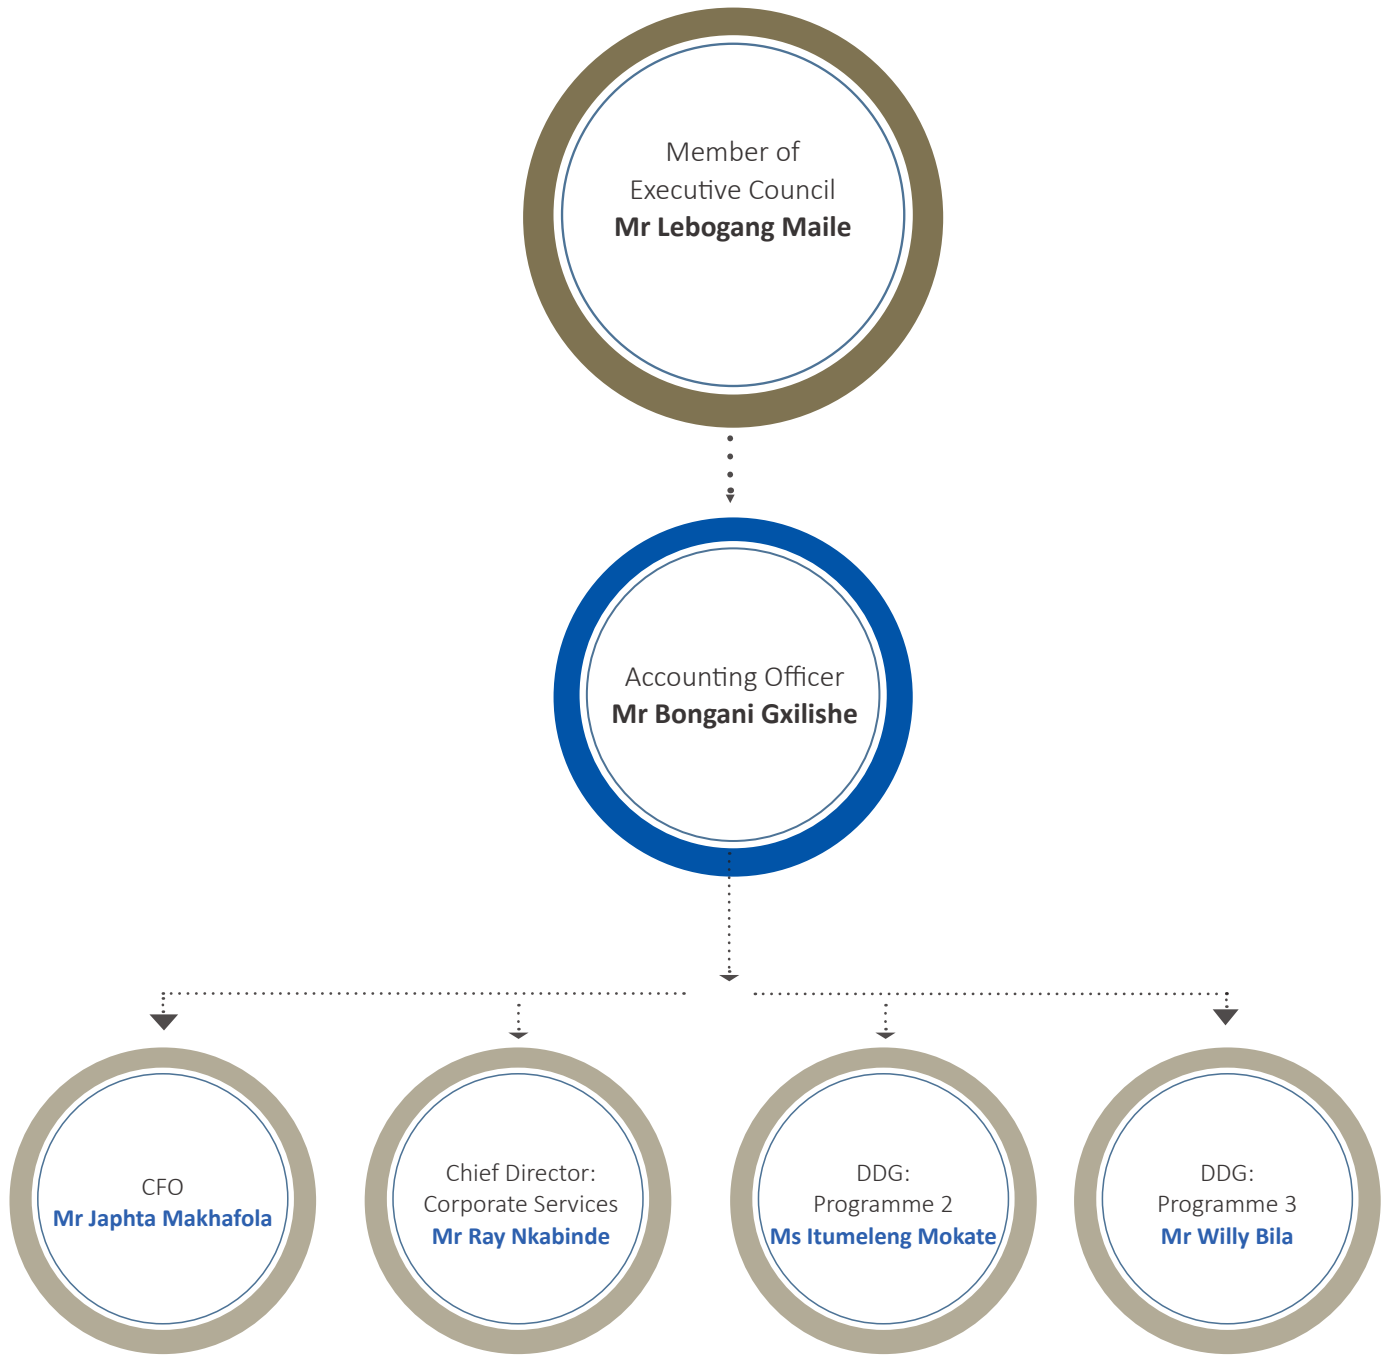 Member of
Executive Council
Mr Lebogang Maile
Accounting Officer
Mr Bongani Gxilishe
CFO
Mr Japhta Makhafola
Chief Director:
Corporate Services
Mr Ray Nkabinde
DDG:
Programme 2
Ms Itumeleng Mokate
DDG:
Programme 3
Mr Willy Bila